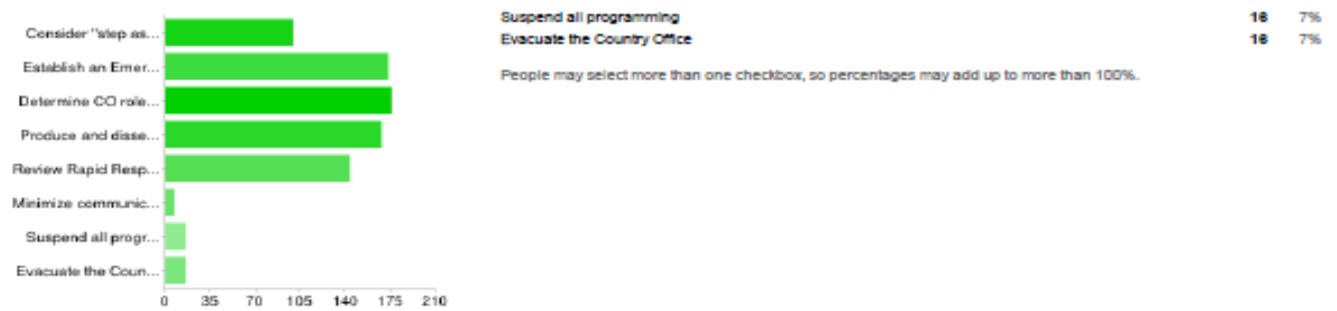 Consider "step as...
Establish an Emer...
Determine CO role...
Produce and disse...
Review Rapid Resp...
Minimize communic...
Suspend all progr...
Evacuate the Coun...
0 35 70 105 140 175 210
Suspend all programming 16 7%
Evacuate the Country Office 16 7%
People may select more than one checkbox, so percentages may add up to more than 100%.